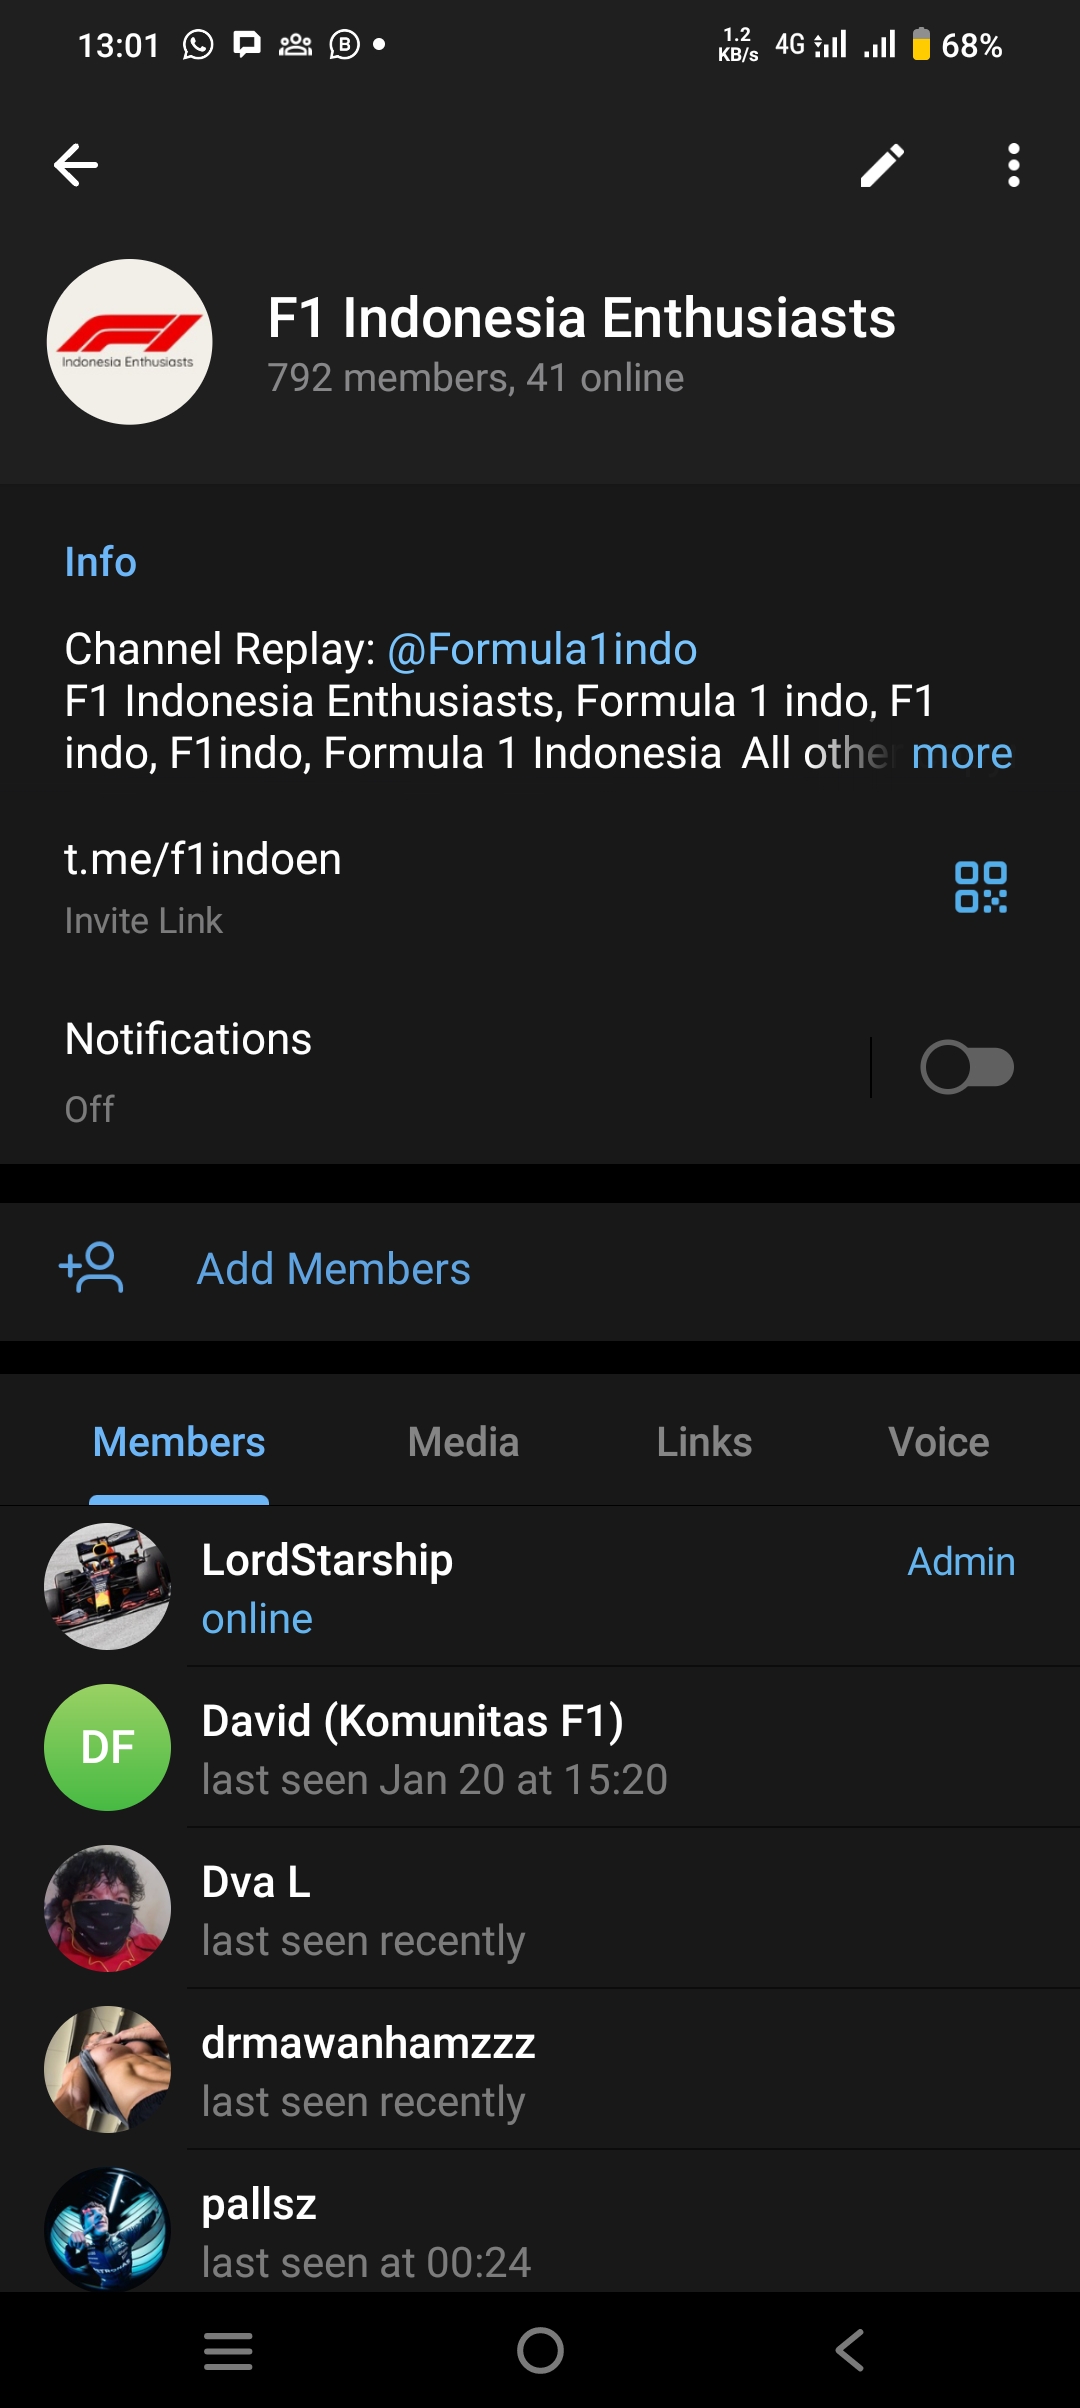 13:01
1.2
KB/s
4G
68%
F1 Indonesia Enthusiasts
792 members, 41 online
Indonesia Enthusiasts
Info
Channel Replay: @Formula1indo
F1 Indonesia Enthusiasts, Formula 1 indo, F1
indo, F1indo, Formula 1 Indonesia All other more
t.me/f1indoen
Invite Link
Notifications
Off
Add Members
Members Media Links Voice
LordStarship
Admin
online
DF
David (Komunitas F1)
last seen Jan 20 at 15:20
Dva L
last seen recently
drmawanhamzzz
last seen recently
pallsz
last seen at 00:24